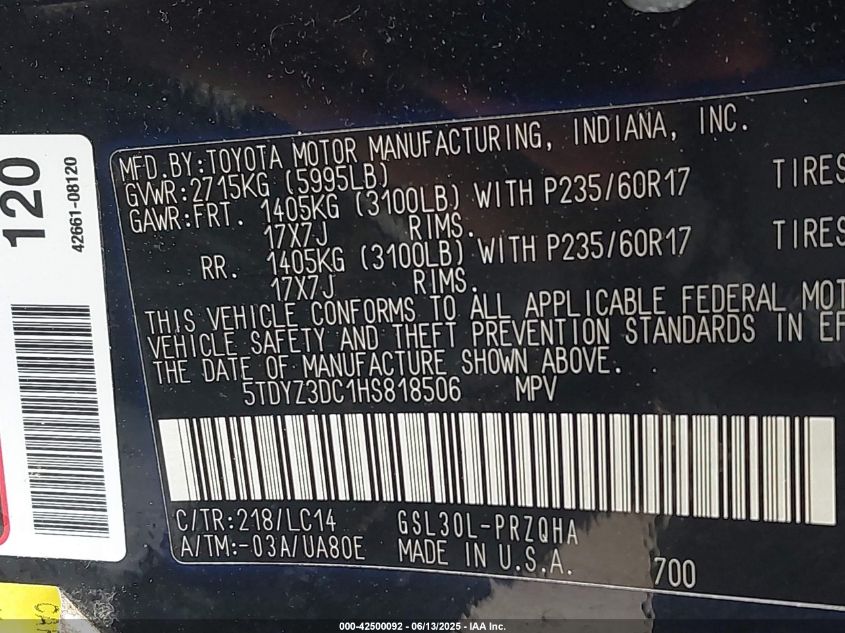 MFD.BY:TOYOTA MOTOR MANUFACTURING, INDIANA, INC.
GVWR:2715KG (5995LB)
GAWR:FRT. 1405KG (3100LB) WITH P235/60R17 TIRES
17X7J RIMS.
RR. 1405KG (3100LB) WITH P235/60R17 TIRES
17X7J RIMS.
THIS VEHICLE CONFORMS TO ALL APPLICABLE FEDERAL MOT
VEHICLE SAFETY AND THEFT PREVENTION STANDARDS IN EF
THE DATE OF MANUFACTURE SHOWN ABOVE.
5TDYZ3DC1HS818506 MPV
C/TR:218/LC14 GSL30L-PRZQHA
A/TM:-03A/UA80E MADE IN U.S.A. 700
120
42661-08120
CA
000-42500092 - 06/13/2025 - IAA Inc.